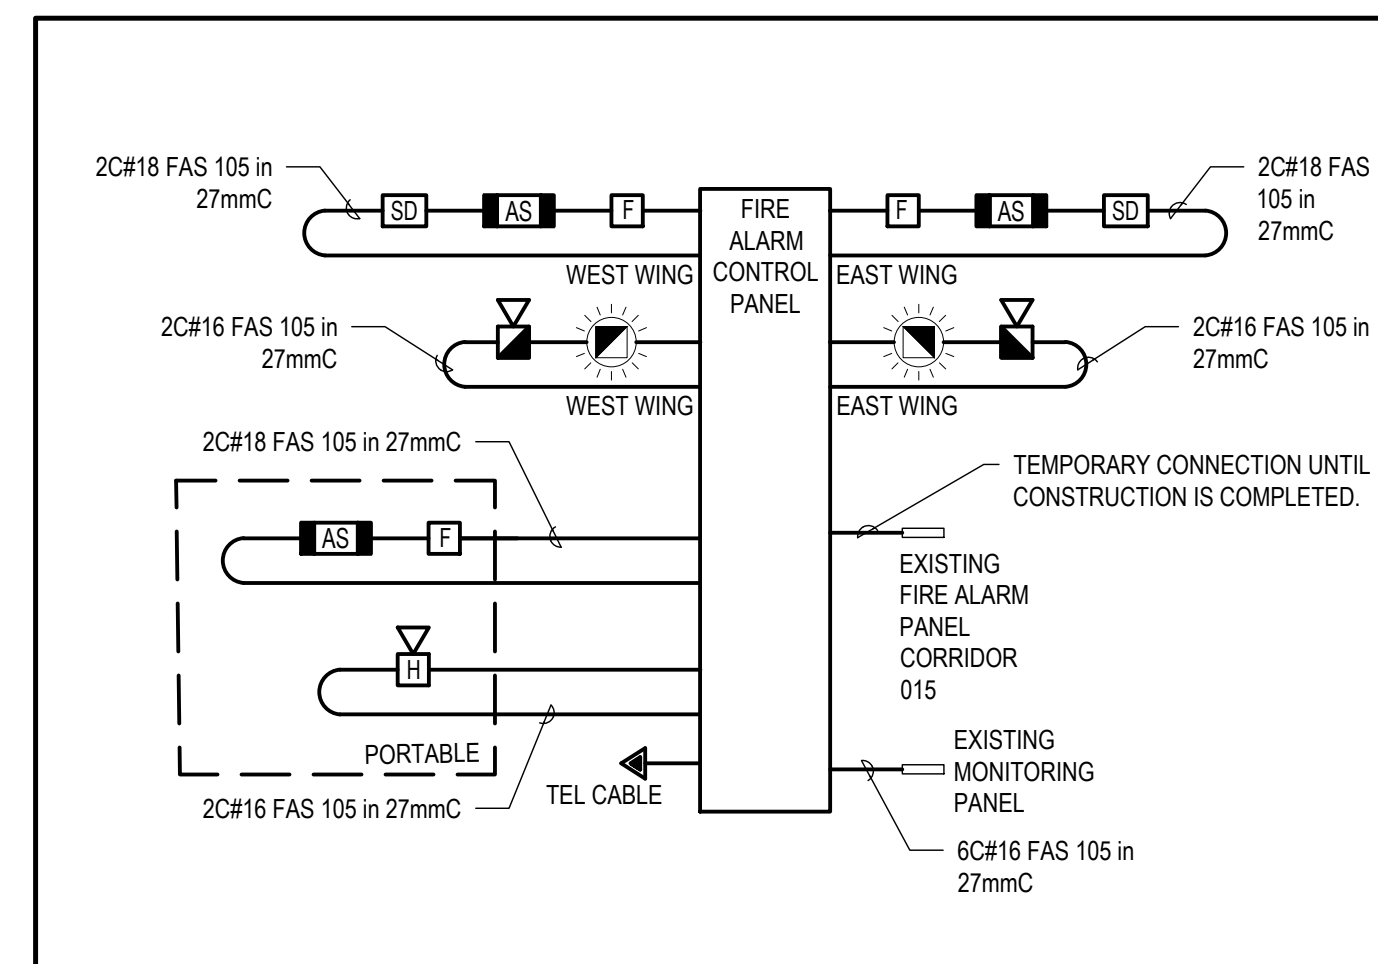 2C#18 FAS 105 in
27mmC
SD
AS
F
FIRE
ALARM
CONTROL
PANEL
F
AS
SD
2C#18 FAS
105 in
27mmC
WEST WING
EAST WING
2C#16 FAS 105 in
27mmC
2C#16 FAS 105 in
27mmC
WEST WING
EAST WING
2C#18 FAS 105 in 27mmC
TEMPORARY CONNECTION UNTIL
CONSTRUCTION IS COMPLETED.
AS
F
EXISTING
FIRE ALARM
PANEL
CORRIDOR
015
H
PORTABLE
TEL CABLE
2C#16 FAS 105 in 27mmC
EXISTING
MONITORING
PANEL
6C#16 FAS 105 in
27mmC